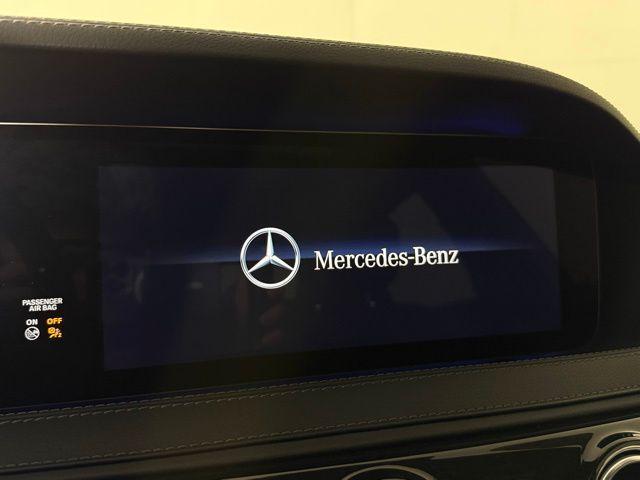 Mercedes-Benz
PASSENGER
AIR BAG
ON OFF